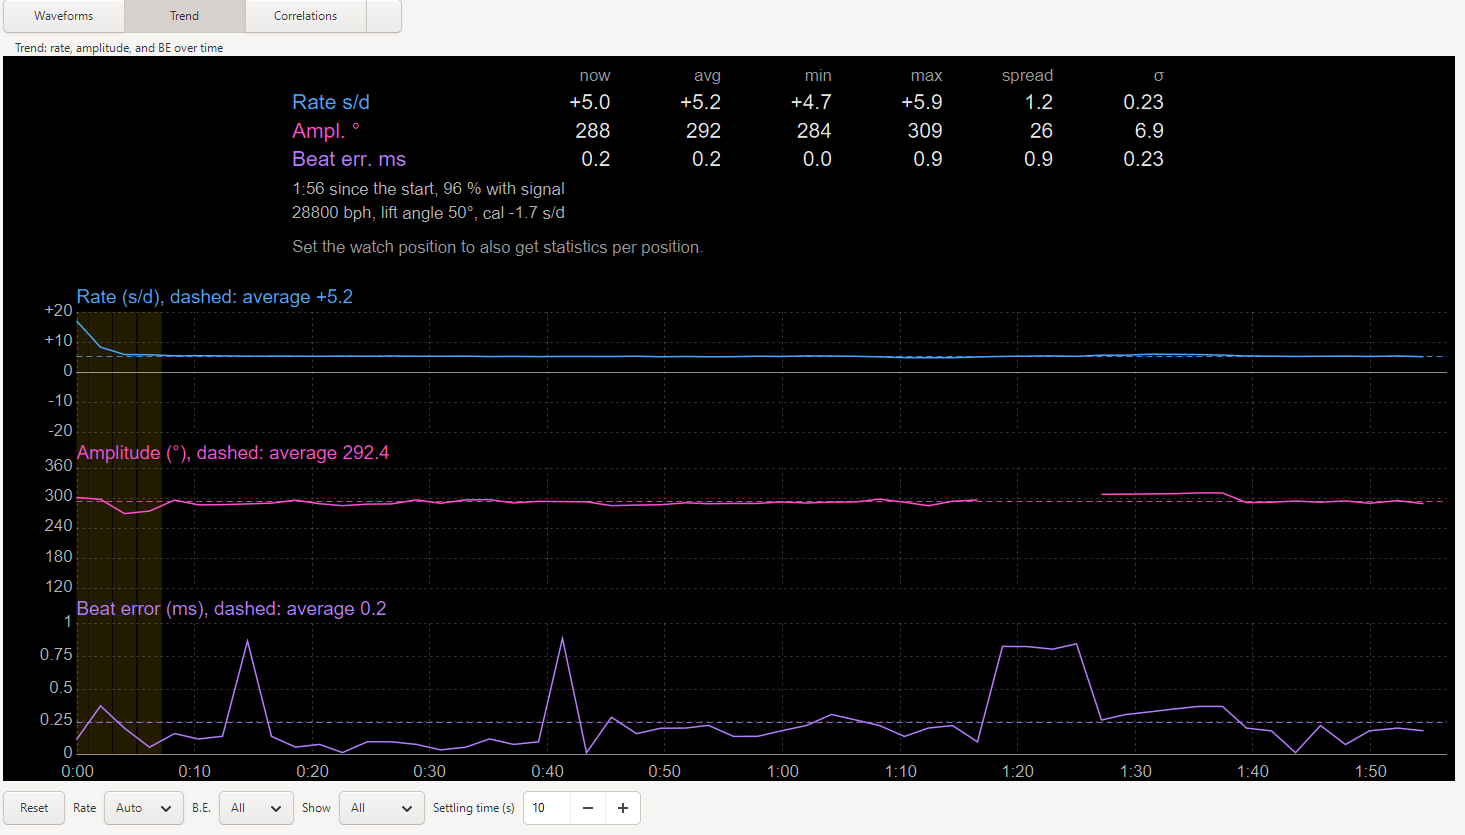 Waveforms Trend Correlations
Trend: rate, amplitude, and BE over time
now avg min max spread σ
Rate s/d +5.0 +5.2 +4.7 +5.9 1.2 0.23
Ampl. ° 288 292 284 309 26 6.9
Beat err. ms 0.2 0.2 0.0 0.9 0.9 0.23
1:56 since the start, 96 % with signal
28800 bph, lift angle 50°, cal -1.7 s/d
Set the watch position to also get statistics per position.
Rate (s/d), dashed: average +5.2
+20
+10
0
-10
-20
Amplitude (°), dashed: average 292.4
360
300
240
180
120
Beat error (ms), dashed: average 0.2
1
0.75
0.5
0.25
0
0:00 0:10 0:20 0:30 0:40 0:50 1:00 1:10 1:20 1:30 1:40 1:50
Reset Rate Auto B.E. All Show All Settling time (s) 10 − +